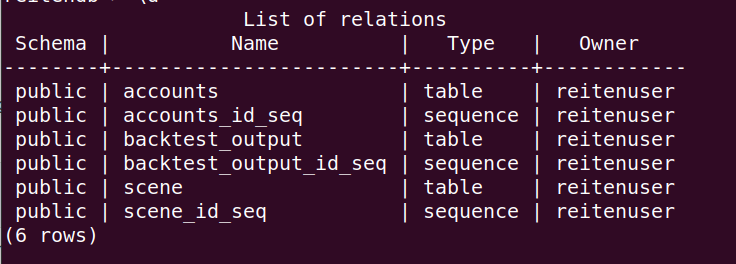 List of relations
 Schema |          Name          |   Type   |   Owner
--------+------------------------+----------+------------
 public | accounts               | table    | reitenuser
 public | accounts_id_seq        | sequence | reitenuser
 public | backtest_output        | table    | reitenuser
 public | backtest_output_id_seq | sequence | reitenuser
 public | scene                  | table    | reitenuser
 public | scene_id_seq           | sequence | reitenuser
(6 rows)